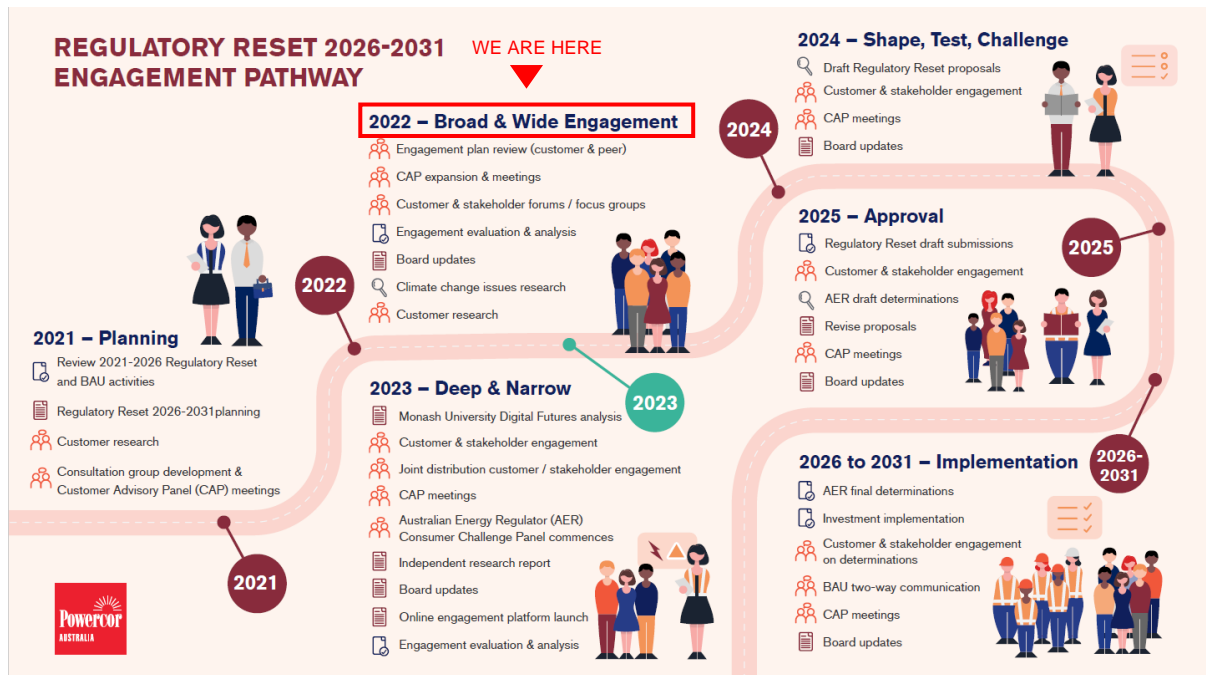 REGULATORY RESET 2026-2031
ENGAGEMENT PATHWAY
WE ARE HERE
2021 – Planning
Review 2021-2026 Regulatory Reset
and BAU activities
Regulatory Reset 2026-2031planning
Customer research
Consultation group development &
Customer Advisory Panel (CAP) meetings
2021
2022
2022 – Broad & Wide Engagement
Engagement plan review (customer & peer)
CAP expansion & meetings
Customer & stakeholder forums / focus groups
Engagement evaluation & analysis
Board updates
Climate change issues research
Customer research
2023 – Deep & Narrow
2023
Monash University Digital Futures analysis
Customer & stakeholder engagement
Joint distribution customer / stakeholder engagement
CAP meetings
Australian Energy Regulator (AER)
Consumer Challenge Panel commences
Independent research report
Board updates
Online engagement platform launch
Engagement evaluation & analysis
2024
2024 – Shape, Test, Challenge
Draft Regulatory Reset proposals
Customer & stakeholder engagement
CAP meetings
Board updates
2025 – Approval
2025
Regulatory Reset draft submissions
Customer & stakeholder engagement
AER draft determinations
Revise proposals
CAP meetings
Board updates
2026 to 2031 – Implementation
2026-
2031
AER final determinations
Investment implementation
Customer & stakeholder engagement
on determinations
BAU two-way communication
CAP meetings
Board updates
Powercor
AUSTRALIA